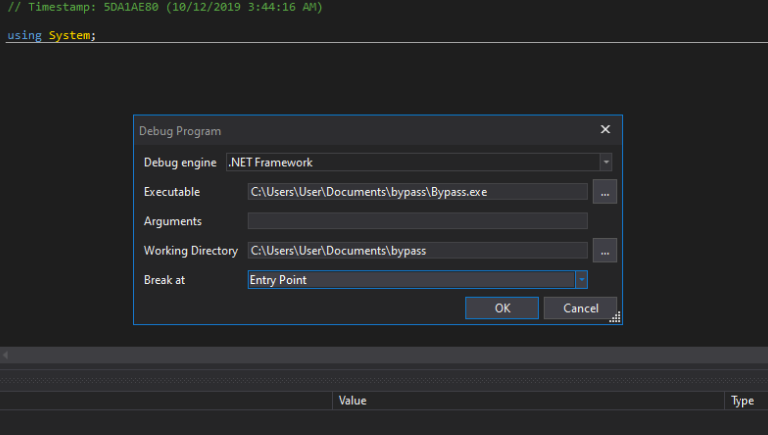 // Timestamp: 5DA1AE80 (10/12/2019 3:44:16 AM)
using System;
Debug Program
Debug engine .NET Framework
Executable C:\Users\User\Documents\bypass\Bypass.exe ...
Arguments
Working Directory C:\Users\User\Documents\bypass ...
Break at Entry Point
OK Cancel
Value Type